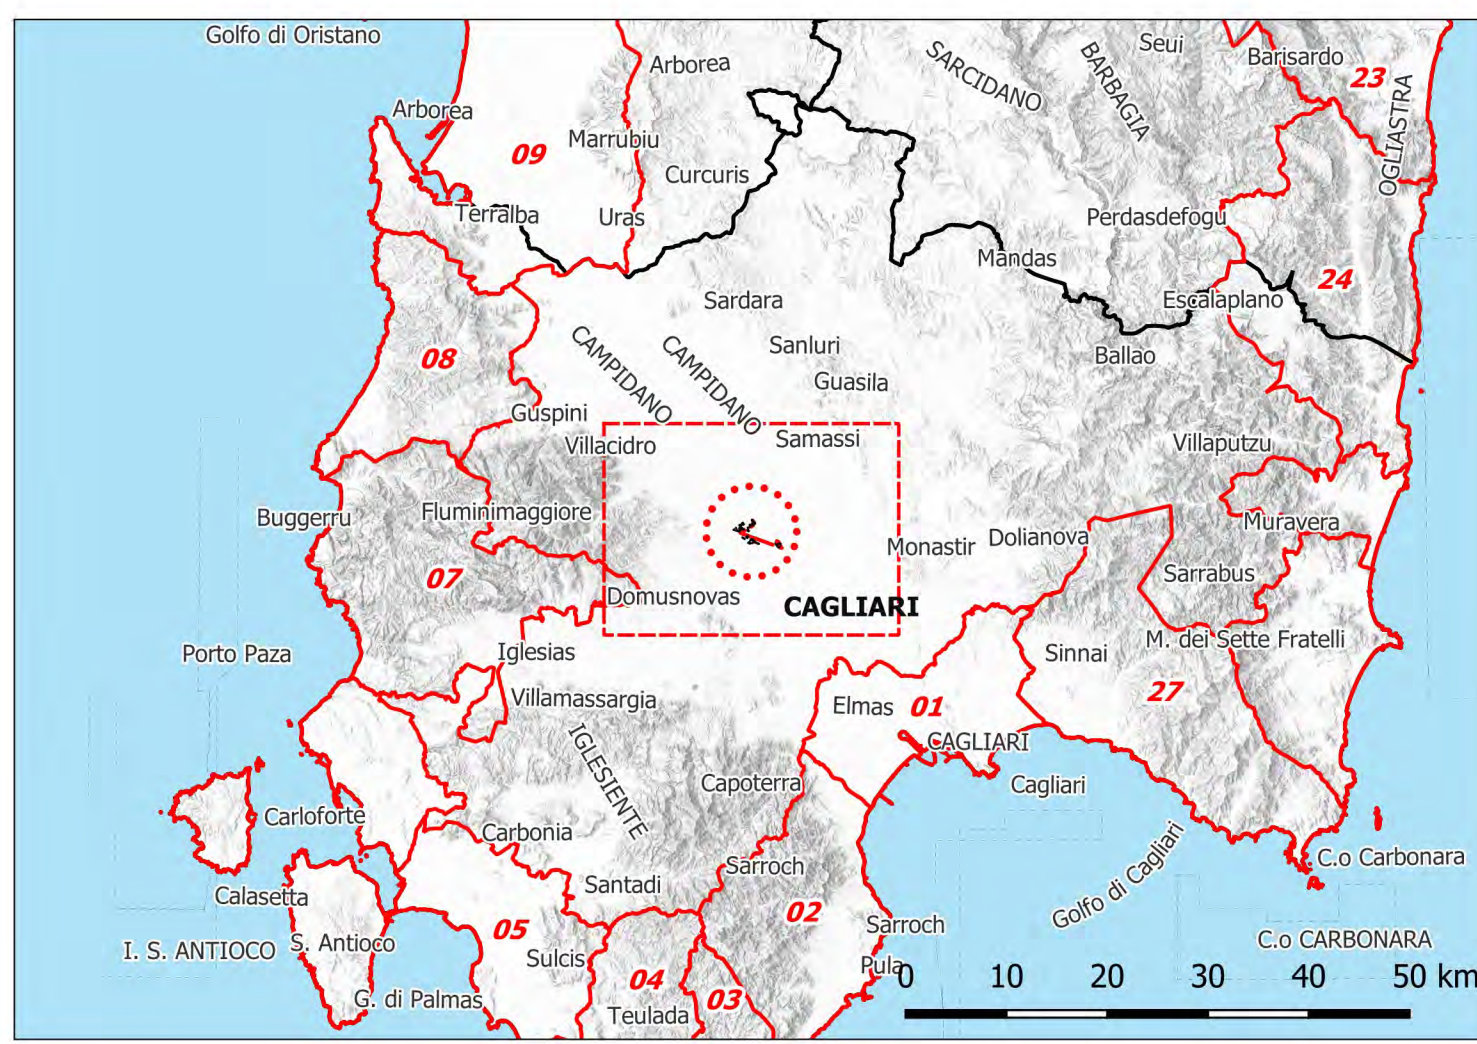 Golfo di Oristano
Seui
Barisardo
Arborea
SARCIDANO
BARBAGIA
23
OGLIASTRA
Arborea
Marrubiu
09
Curcuris
Terralba
Uras
Perdasdefogu
Mandas
24
Sardara
Escalaplano
08
CAMPIDANO
CAMPIDANO
Sanluri
Ballao
Guasila
Guspini
Villacidro
Samassi
Villaputzu
Buggerru
Fluminimaggiore
Muravera
Monastir
Dolianova
07
Sarrabus
Domusnovas
CAGLIARI
Porto Paza
Iglesias
Sinnai
M. dei Sette Fratelli
Villamassargia
27
Elmas
01
IGLESIENTE
CAGLIARI
Capoterra
Cagliari
Carloforte
Carbonia
Golfo di Cagliari
C.o Carbonara
Sarroch
Santadi
Calasetta
02
05
Sarroch
I. S. ANTIOCO
S. Antioco
C.o CARBONARA
Sulcis
Pula
04
03
G. di Palmas
Teulada
0 10 20 30 40 50 km